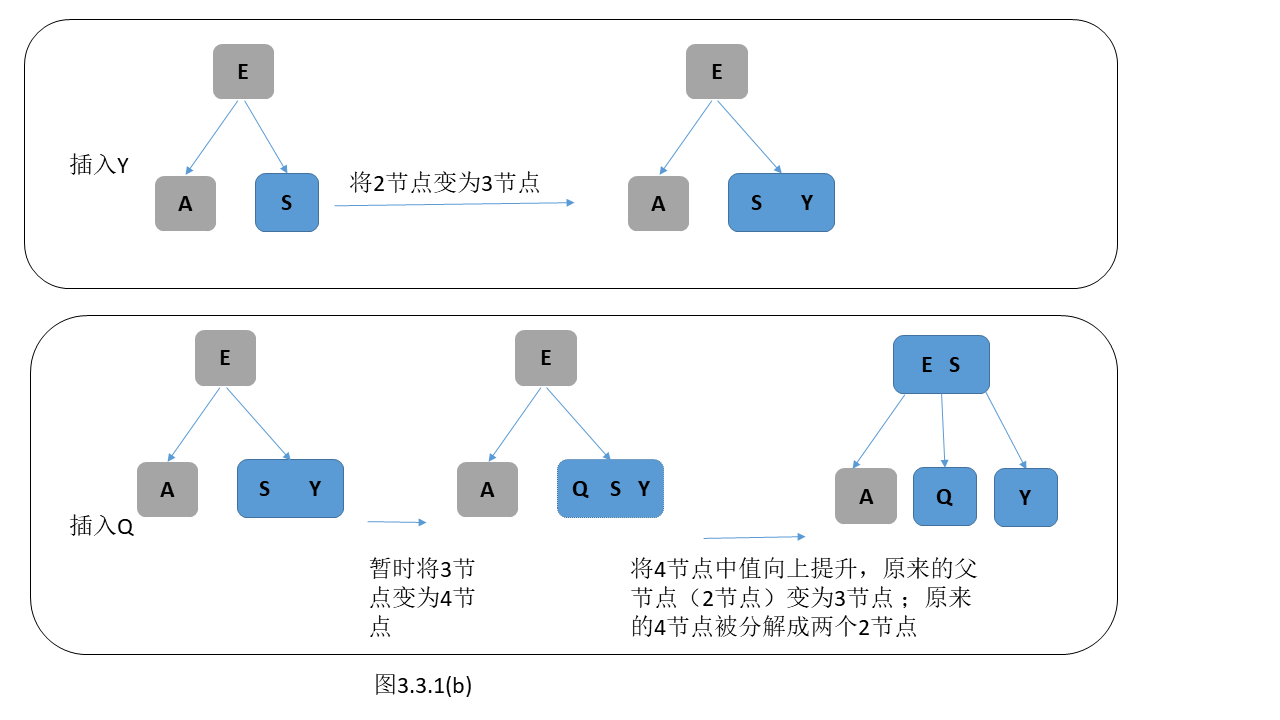 E
E
插入Y
将2节点变为3节点
A
S
A
S Y
E
E
E S
A
S Y
A
Q S Y
A
Q
Y
插入Q
暂时将3节
点变为4节
点
将4节点中值向上提升，原来的父
节点（2节点）变为3节点 ；原来
的4节点被分解成两个2节点
图3.3.1(b)